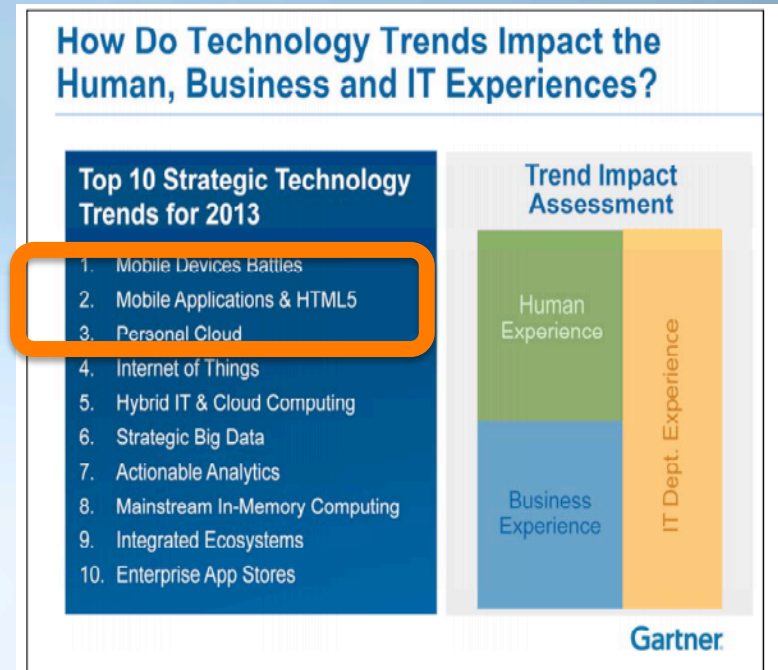 How Do Technology Trends Impact the
Human, Business and IT Experiences?
Top 10 Strategic Technology
Trends for 2013
1. Mobile Devices Battles
2. Mobile Applications & HTML5
3. Personal Cloud
4. Internet of Things
5. Hybrid IT & Cloud Computing
6. Strategic Big Data
7. Actionable Analytics
8. Mainstream In-Memory Computing
9. Integrated Ecosystems
10. Enterprise App Stores
Trend Impact
Assessment
Human
Experience
Business
Experience
IT Dept. Experience
Gartner